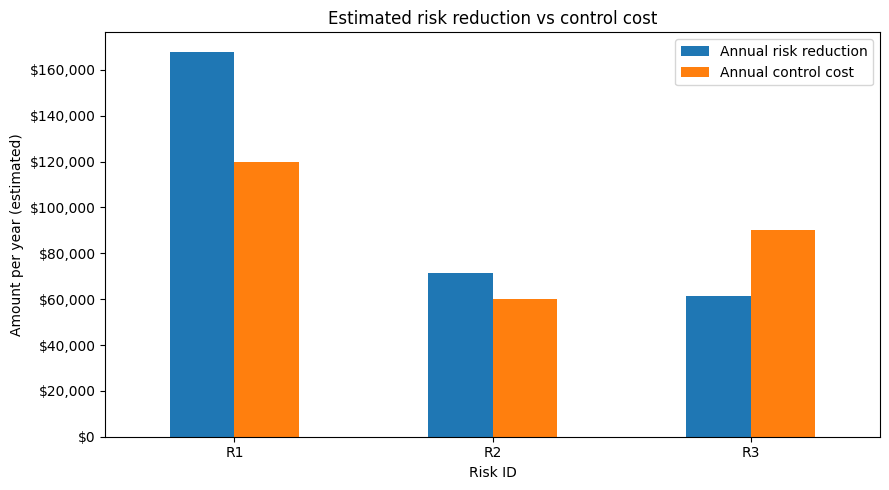 Estimated risk reduction vs control cost
Annual risk reduction
Annual control cost
Amount per year (estimated)
$160,000
$140,000
$120,000
$100,000
$80,000
$60,000
$40,000
$20,000
$0
R1
R2
R3
Risk ID